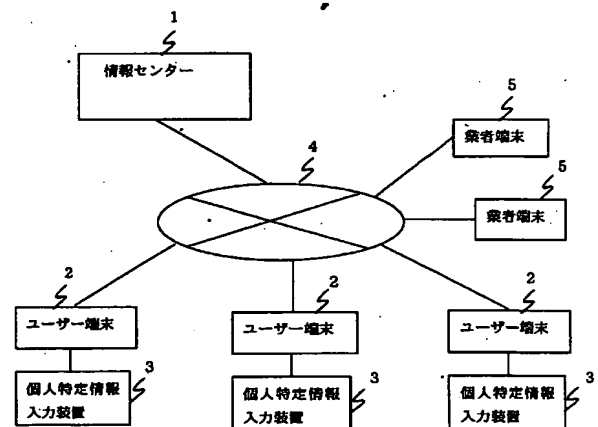 1
情報センター
5
業者端末
4
5
業者端末
2
ユーザー端末
2
ユーザー端末
2
ユーザー端末
3
個人特定情報
入力装置
3
個人特定情報
入力装置
3
個人特定情報
入力装置